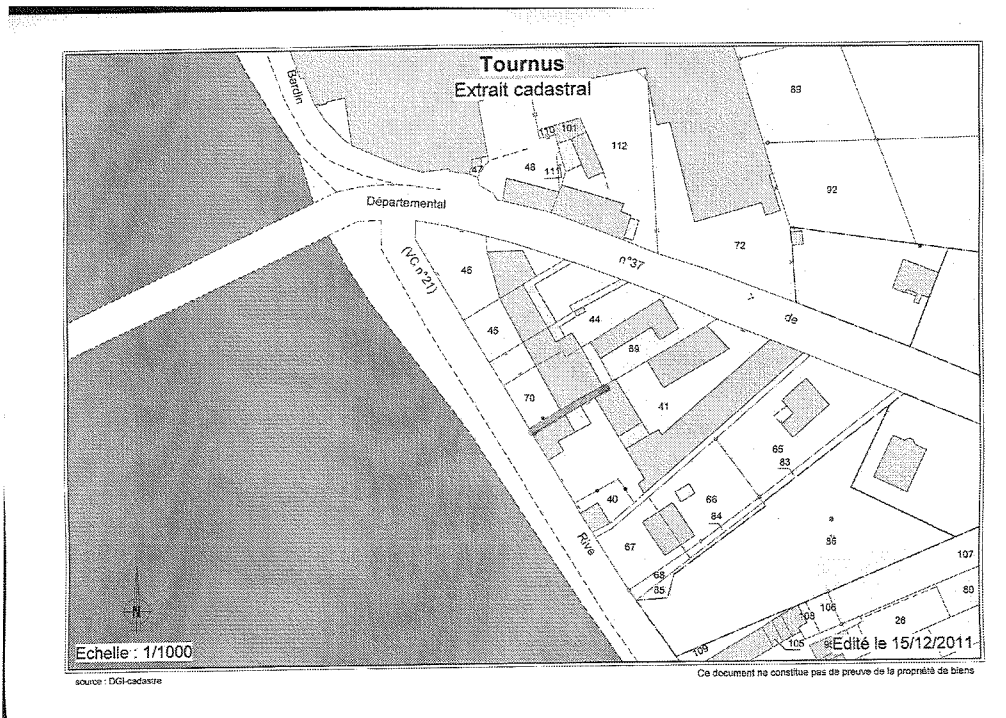 Tournus
Extrait cadastral
Bardin
89
110
101
112
47
48
111
92
Départemental
n°37
72
(VC n°21)
46
45
44
89
de
70
41
65
83
40
66
84
67
Rive
86
68
85
107
106
108
26
80
105
109
Echelle : 1/1000
N
Edité le 15/12/2011
source : DGI-cadastre
Ce document ne constitue pas de preuve de la propriété de biens